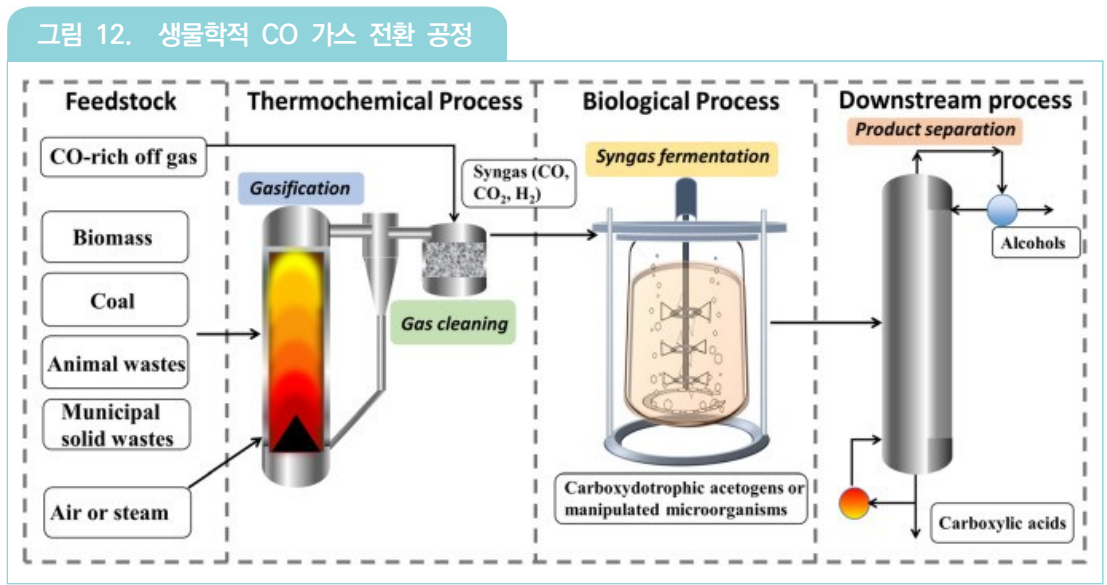 그림 12. 생물학적 CO 가스 전환 공정
Feedstock
CO-rich off gas
Biomass
Coal
Animal wastes
Municipal
solid wastes
Air or steam
Thermochemical Process
Gasification
Syngas (CO,
CO₂, H₂)
Gas cleaning
Biological Process
Syngas fermentation
Carboxydotrophic acetogens or
manipulated microorganisms
Downstream process
Product separation
Alcohols
Carboxylic acids